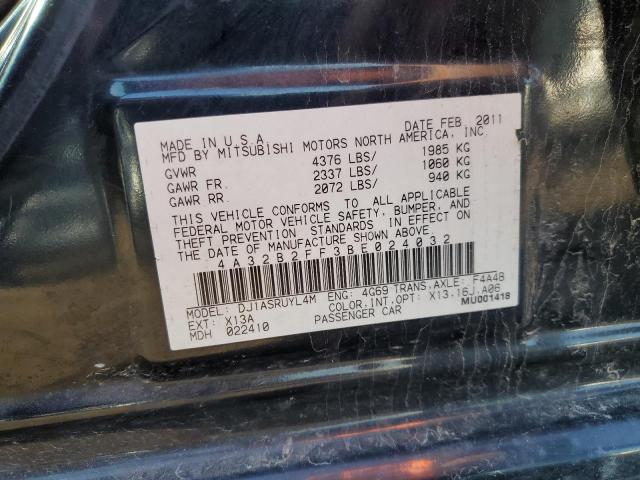 MADE IN U.S.A DATE FEB 2011
MFD BY MITSUBISHI MOTORS NORTH AMERICA, INC.
GVWR 4376 LBS/ 1985 KG
GAWR FR. 2337 LBS/ 1060 KG
GAWR RR. 2072 LBS/ 940 KG
THIS VEHICLE CONFORMS TO ALL APPLICABLE
FEDERAL MOTOR VEHICLE SAFETY, BUMPER, AND
THEFT PREVENTION STANDARDS IN EFFECT ON
THE DATE OF MANUFACTURE SHOWN ABOVE
4A32B2FF3BE024032
MODEL: DJ1ASRUYL4M ENG: 4G69 TRANS,AXLE: F4A4B
EXT: X13A COLOR,INT,OPT: X13,16J,A06
MDH 022410 PASSENGER CAR MU001418